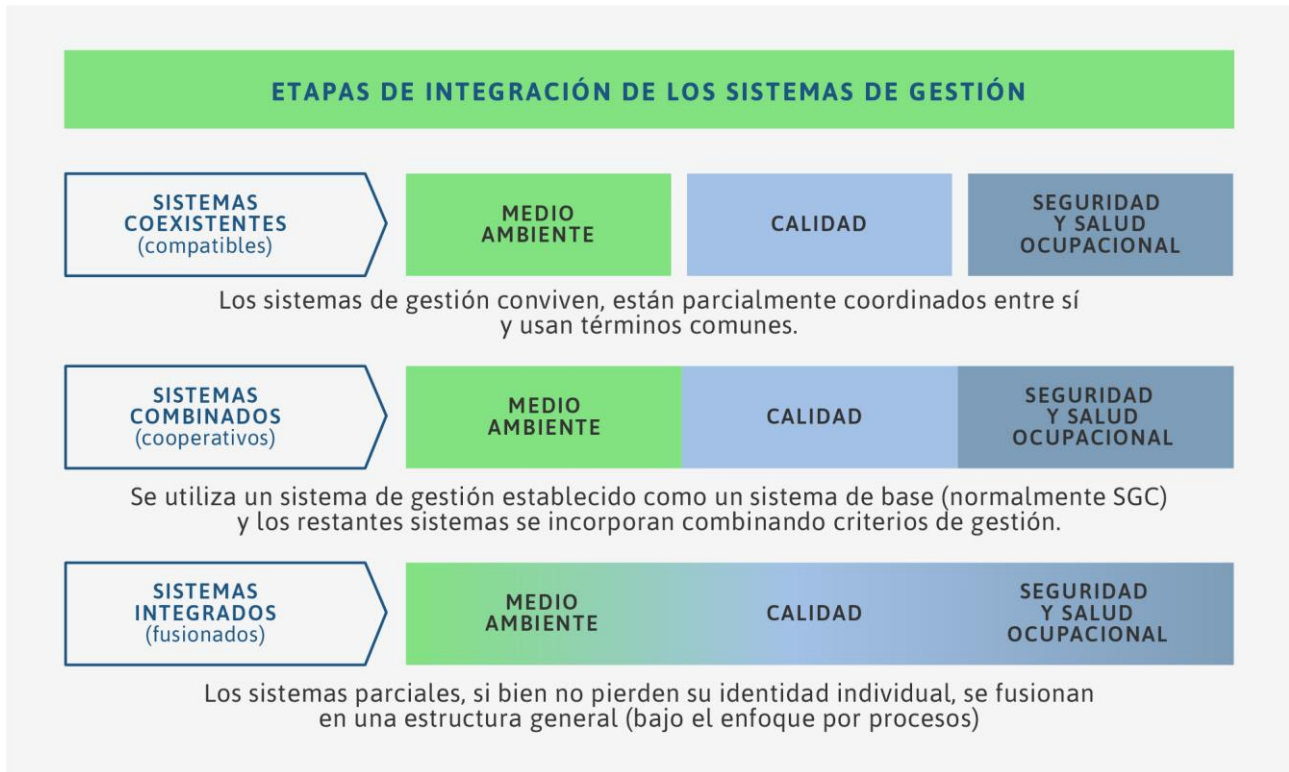 ETAPAS DE INTEGRACIÓN DE LOS SISTEMAS DE GESTIÓN
SISTEMAS
COEXISTENTES
(compatibles)
MEDIO
AMBIENTE
CALIDAD
SEGURIDAD
Y SALUD
OCUPACIONAL
Los sistemas de gestión conviven, están parcialmente coordinados entre sí
y usan términos comunes.
SISTEMAS
COMBINADOS
(cooperativos)
MEDIO
AMBIENTE
CALIDAD
SEGURIDAD
Y SALUD
OCUPACIONAL
Se utiliza un sistema de gestión establecido como un sistema de base (normalmente SGC)
y los restantes sistemas se incorporan combinando criterios de gestión.
SISTEMAS
INTEGRADOS
(fusionados)
MEDIO
AMBIENTE
CALIDAD
SEGURIDAD
Y SALUD
OCUPACIONAL
Los sistemas parciales, si bien no pierden su identidad individual, se fusionan
en una estructura general (bajo el enfoque por procesos)